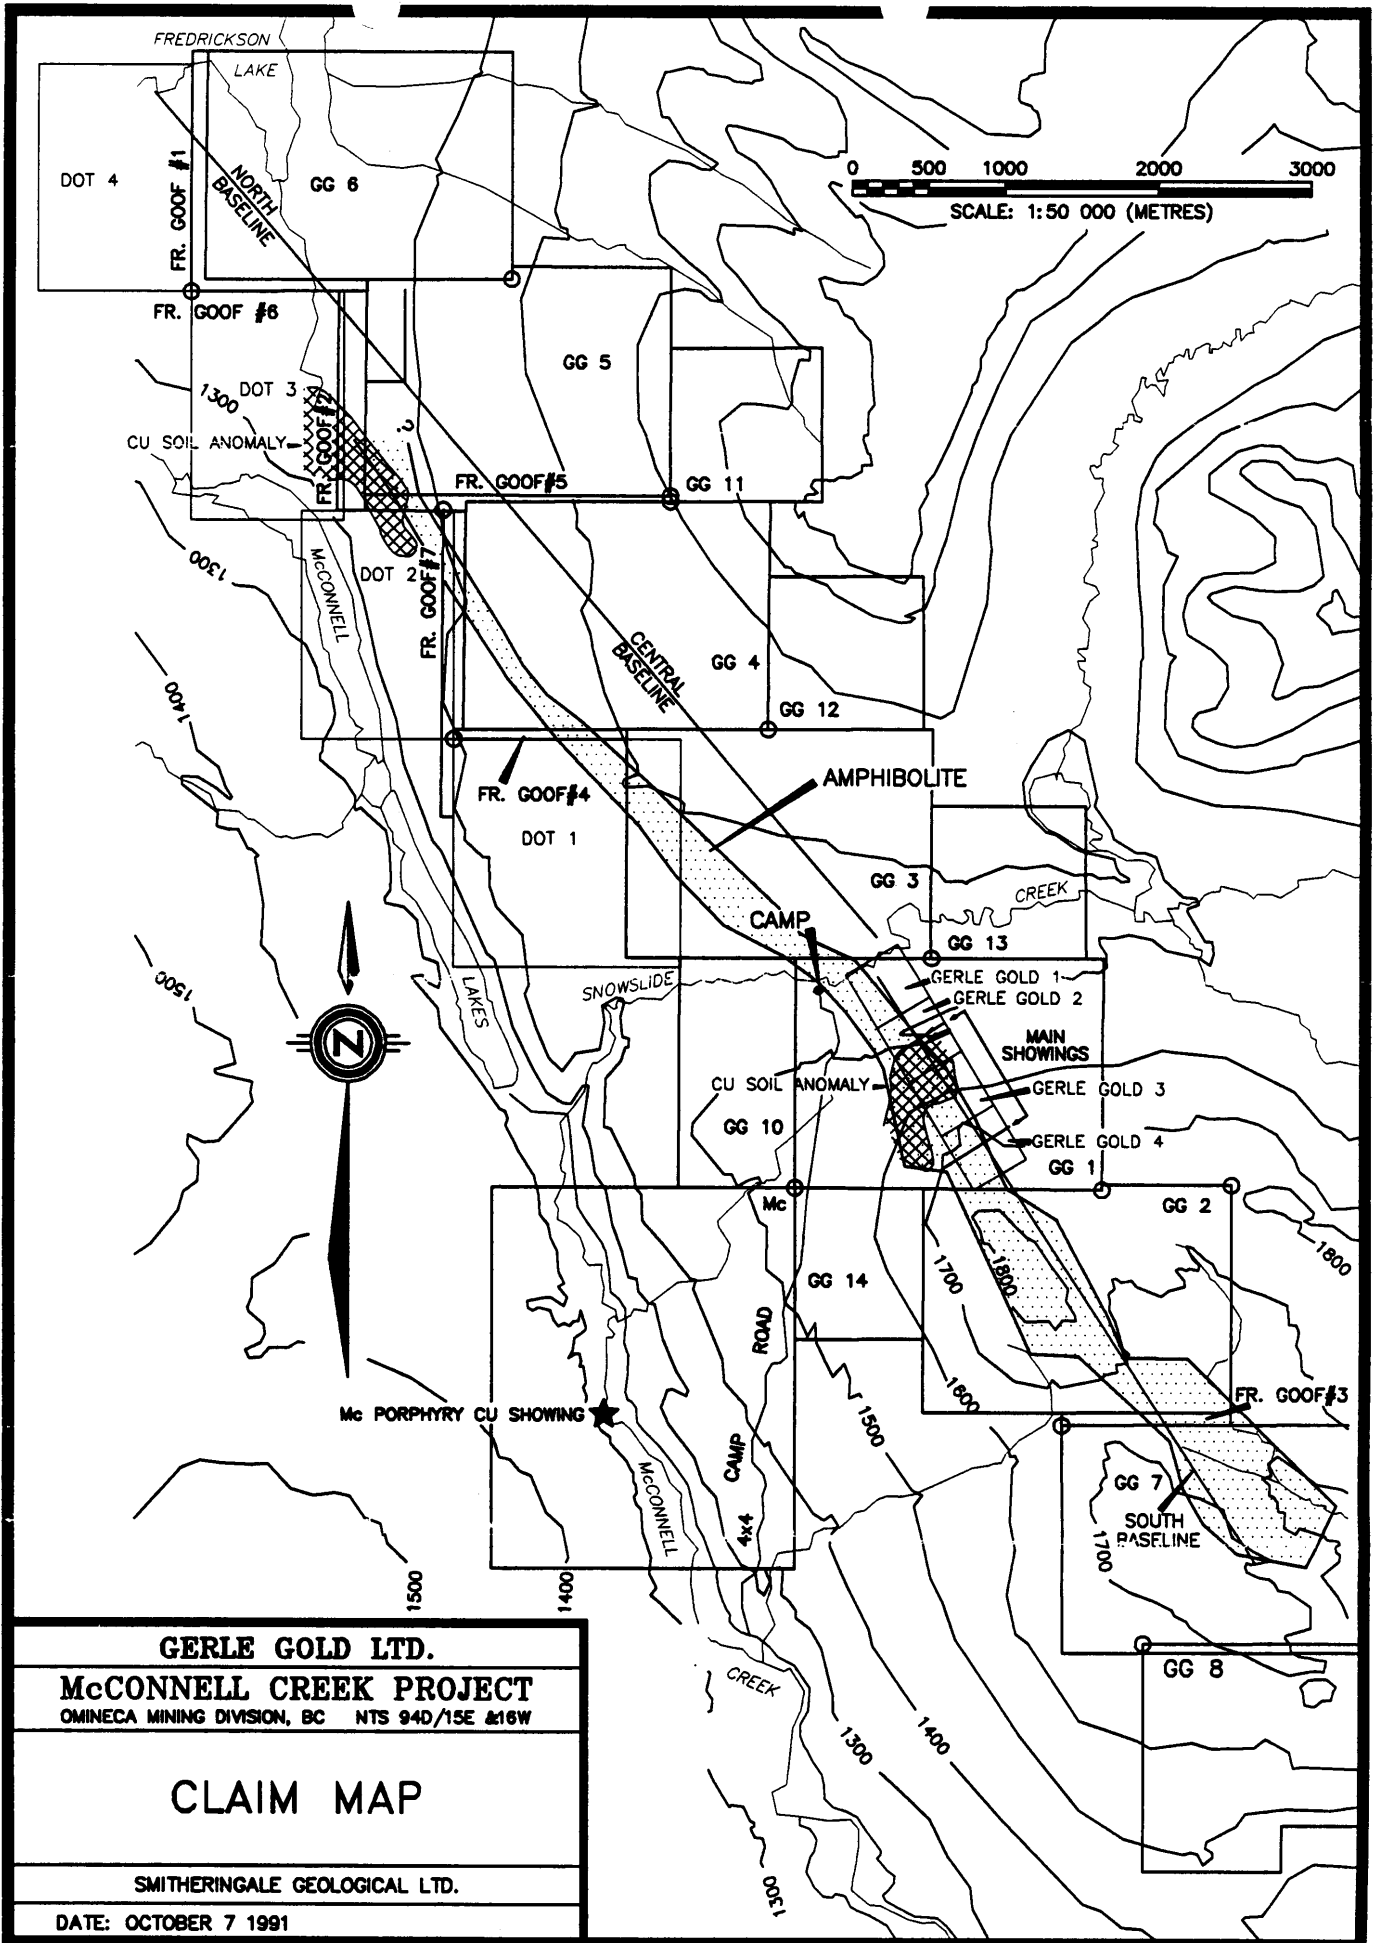 FREDRICKSON
LAKE
DOT 4
FR. GOOF #1
NORTH
BASELINE
GG 6
0 500 1000 2000 3000
SCALE: 1:50 000 (METRES)
FR. GOOF #6
GG 5
1300
DOT 3
FR. GOOF#2
CU SOIL ANOMALY
?
FR. GOOF#5
GG 11
1300
McCONNELL
DOT 2
FR. GOOF#7
CENTRAL
BASELINE
GG 4
GG 12
1400
AMPHIBOLITE
FR. GOOF#4
DOT 1
GG 3
CREEK
CAMP
GG 13
1500
LAKES
SNOWSLIDE
GERLE GOLD 1
GERLE GOLD 2
N
MAIN
SHOWINGS
CU SOIL ANOMALY
GERLE GOLD 3
GG 10
GERLE GOLD 4
GG 1
Mc
GG 2
1800
GG 14
1700
1800
ROAD
1600
FR. GOOF#3
Mc PORPHYRY CU SHOWING
1500
CAMP
McCONNELL
GG 7
SOUTH
BASELINE
4x4
1700
1500
1400
GG 8
CREEK
1300
1400
1300
GERLE GOLD LTD.
McCONNELL CREEK PROJECT
OMINECA MINING DIVISION, BC NTS 94D/15E &16W
CLAIM MAP
SMITHERINGALE GEOLOGICAL LTD.
DATE: OCTOBER 7 1991